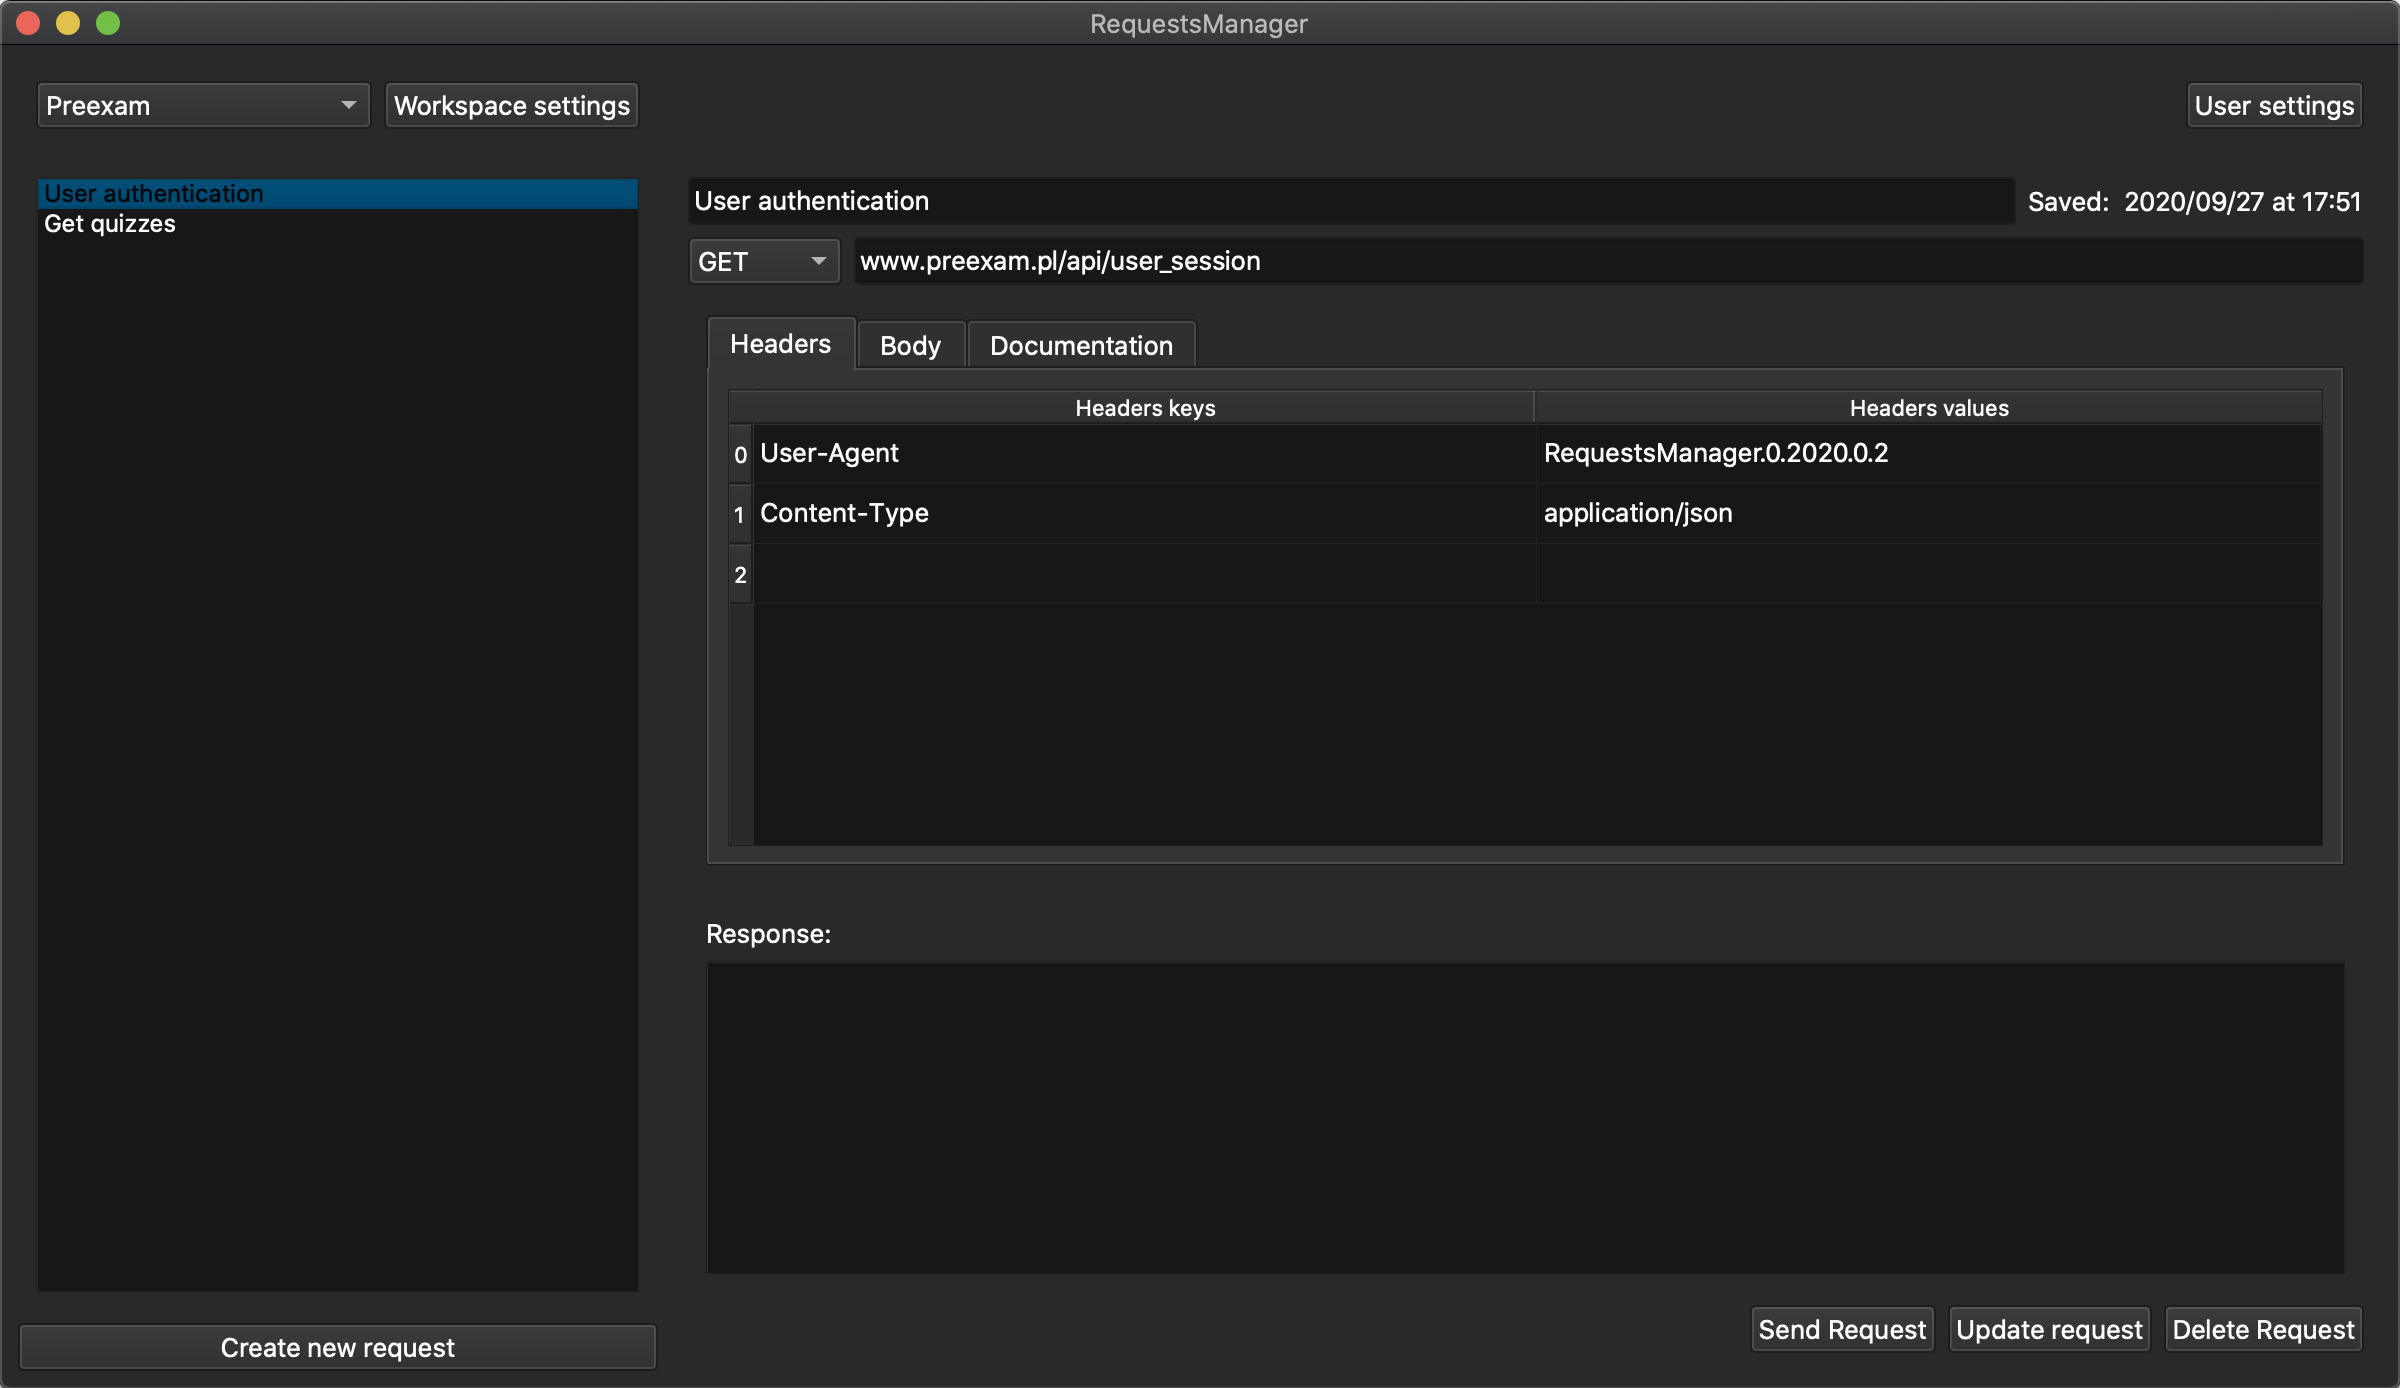 RequestsManager
Preexam Workspace settings User settings
User authentication
Get quizzes
User authentication Saved: 2020/09/27 at 17:51
GET www.preexam.pl/api/user_session
Headers Body Documentation
Headers keys Headers values
0 User-Agent RequestsManager.0.2020.0.2
1 Content-Type application/json
2
Response:
Send Request Update request Delete Request
Create new request